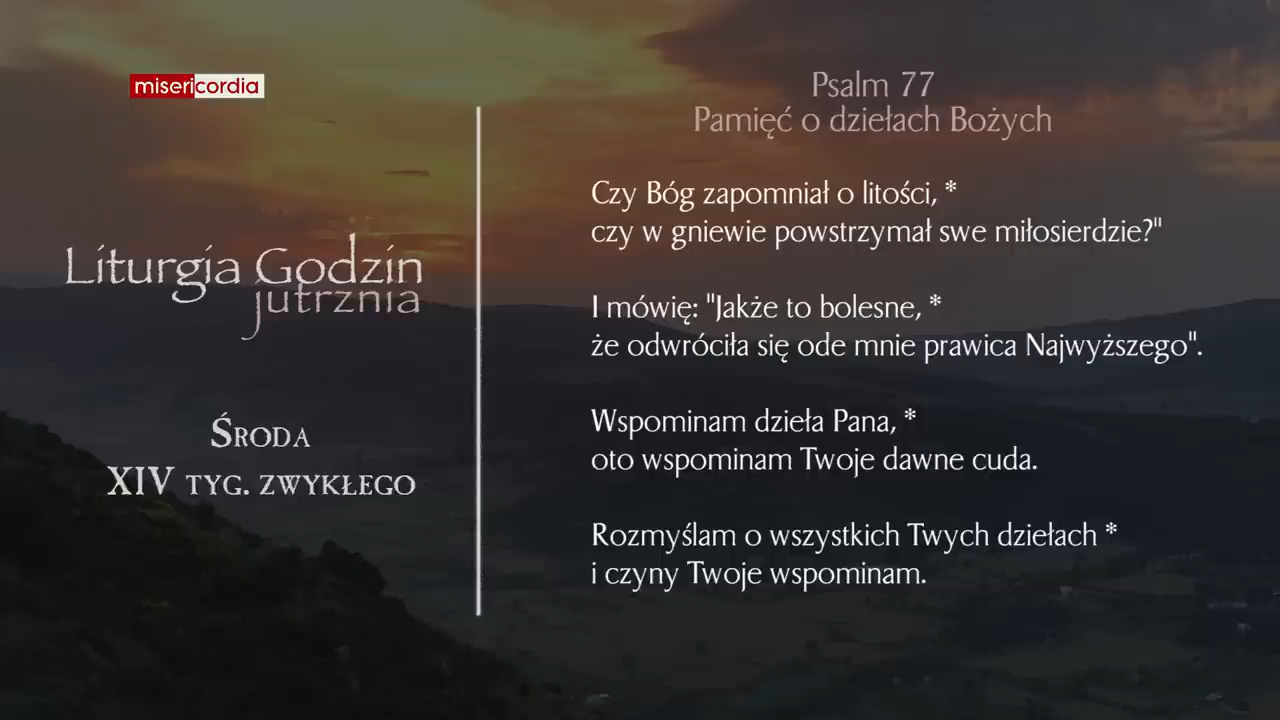 misericordia
Liturgia Godzin
jutrznia
Środa
XIV tyg. zwykłego
Psalm 77
Pamięć o dziełach Bożych
Czy Bóg zapomniał o litości, *
czy w gniewie powstrzymał swe miłosierdzie?"
I mówię: "Jakże to bolesne, *
że odwróciła się ode mnie prawica Najwyższego".
Wspominam dzieła Pana, *
oto wspominam Twoje dawne cuda.
Rozmyślam o wszystkich Twych dziełach *
i czyny Twoje wspominam.